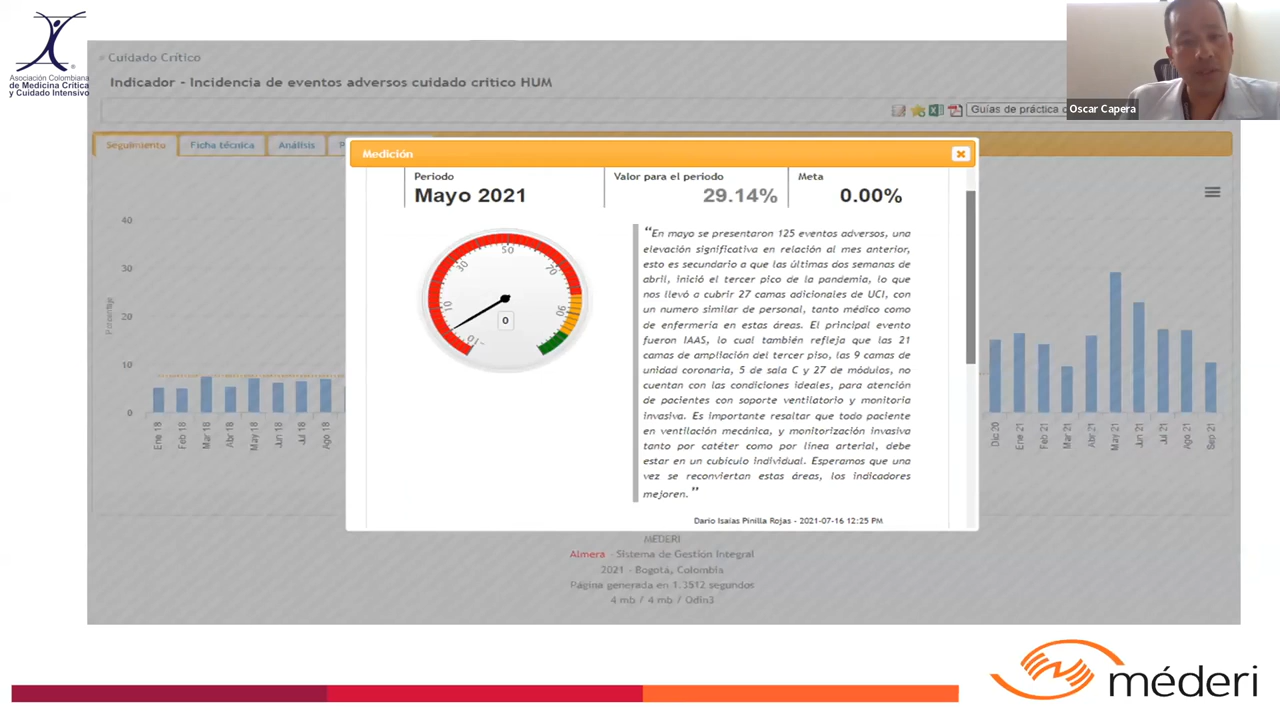 Asociación Colombiana
de Medicina Crítica
y Cuidado Intensivo
Cuidado Crítico
Indicador - Incidencia de eventos adversos cuidado critico HUM
Guías de práctica
Oscar Capera
Seguimiento
Ficha técnica
Análisis
Medición
Periodo
Mayo 2021
Valor para el periodo
29.14%
Meta
0.00%
-10
10
30
50
70
90
0
“En mayo se presentaron 125 eventos adversos, una
elevación significativa en relación al mes anterior,
esto es secundario a que las últimas dos semanas de
abril, inició el tercer pico de la pandemia, lo que
nos llevó a cubrir 27 camas adicionales de UCI, con
un numero similar de personal, tanto médico como
de enfermeria en estas áreas. El principal evento
fueron IAAS, lo cual también refleja que las 21
camas de ampliación del tercer piso, las 9 camas de
unidad coronaria, 5 de sala C y 27 de módulos, no
cuentan con las condiciones ideales, para atención
de pacientes con soporte ventilatorio y monitoria
invasiva. Es importante resaltar que todo paciente
en ventilación mecánica, y monitorización invasiva
tanto por catéter como por linea arterial, debe
estar en un cubiculo individual. Esperamos que una
vez se reconviertan estas áreas, los indicadores
mejoren.”
Dario Isaías Pinilla Rojas - 2021-07-16 12:25 PM
Porcentaje
40
30
20
10
0
Ene 18
Feb 18
Mar 18
Abr 18
May 18
Jun 18
Jul 18
Ago 18
Dic 20
Ene 21
Feb 21
Mar 21
Abr 21
May 21
Jun 21
Jul 21
Ago 21
Sep 21
MÉDERI
Almera - Sistema de Gestión Integral
2021 - Bogotá, Colombia
Página generada en 1.3512 segundos
4 mb / 4 mb / Odin3
méderi